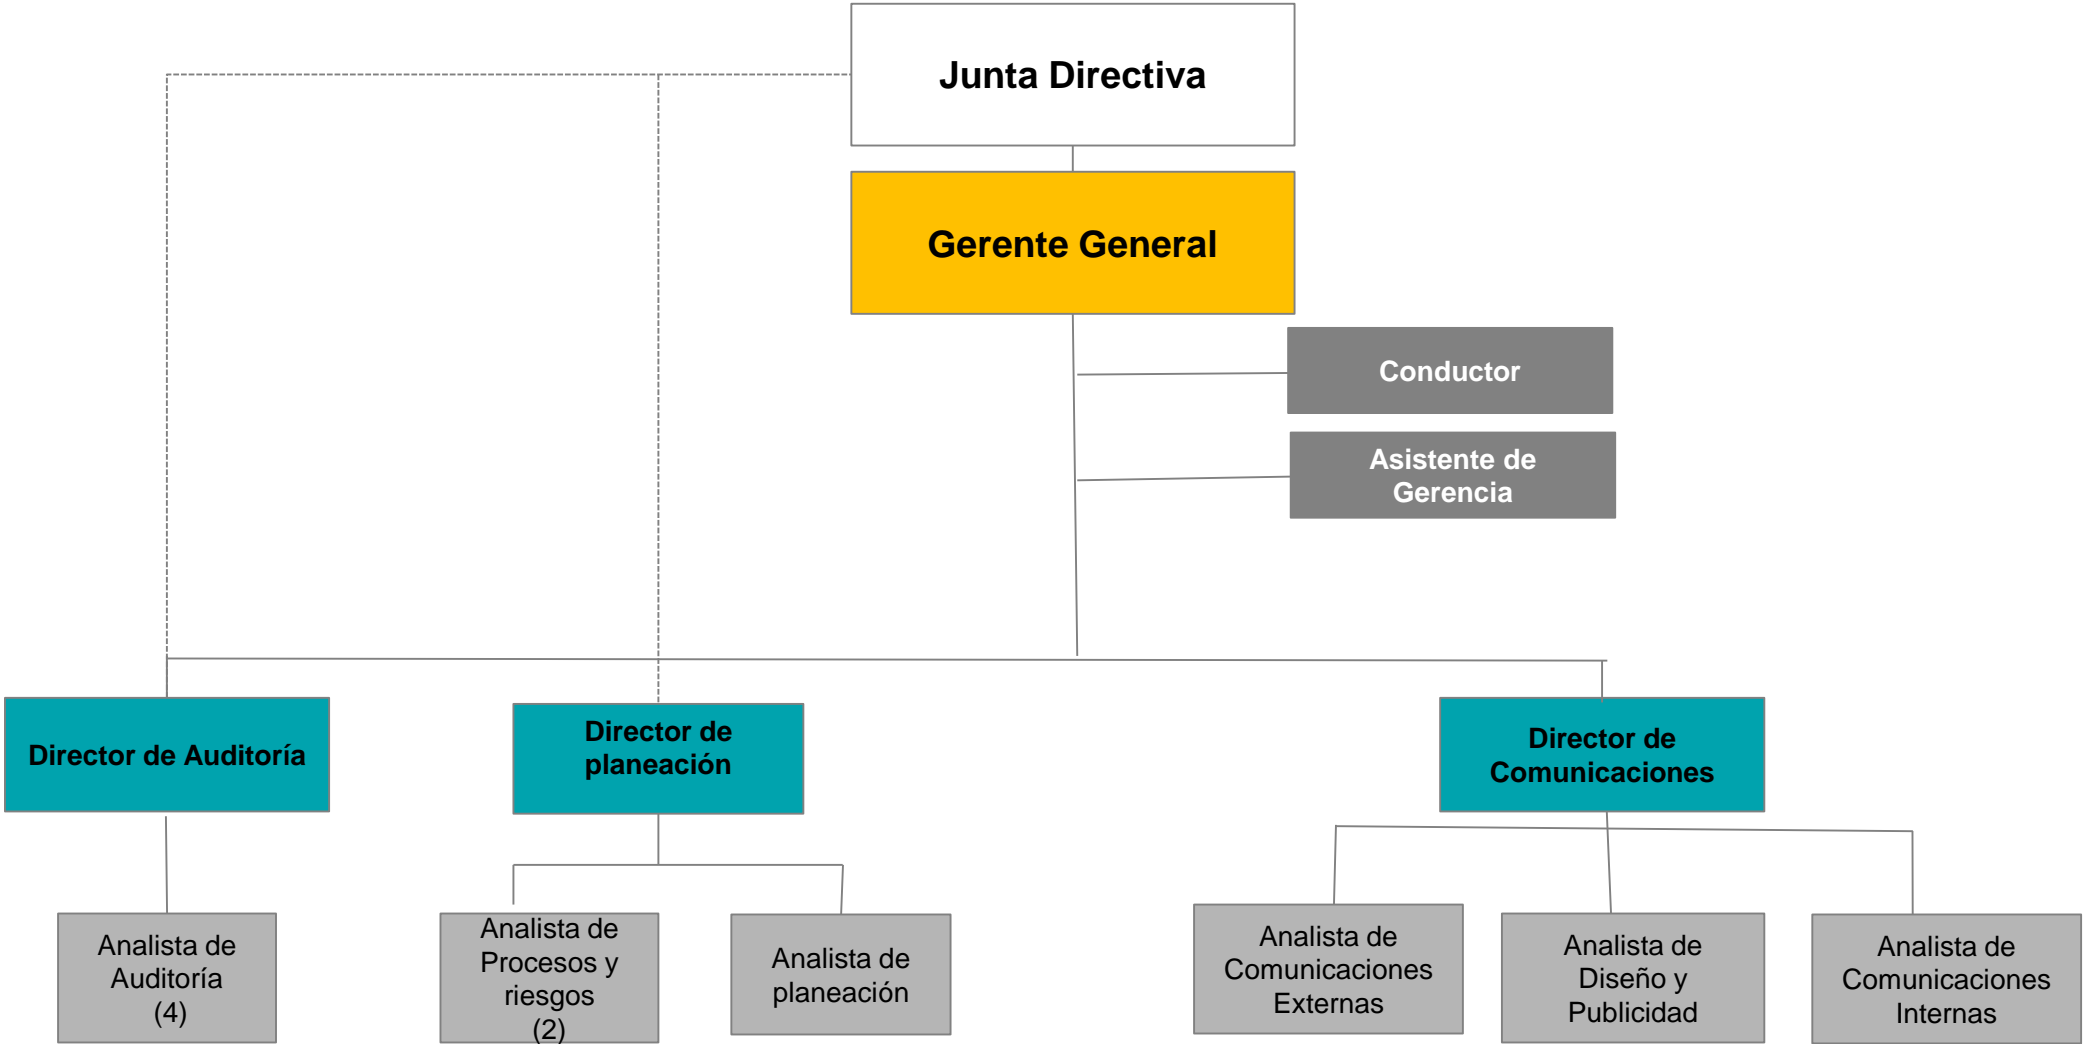 Junta Directiva
Gerente General
Conductor
Asistente de
Gerencia
Director de Auditoría
Director de
planeación
Director de
Comunicaciones
Analista de
Auditoría
(4)
Analista de
Procesos y
riesgos
(2)
Analista de
planeación
Analista de
Comunicaciones
Externas
Analista de
Diseño y
Publicidad
Analista de
Comunicaciones
Internas